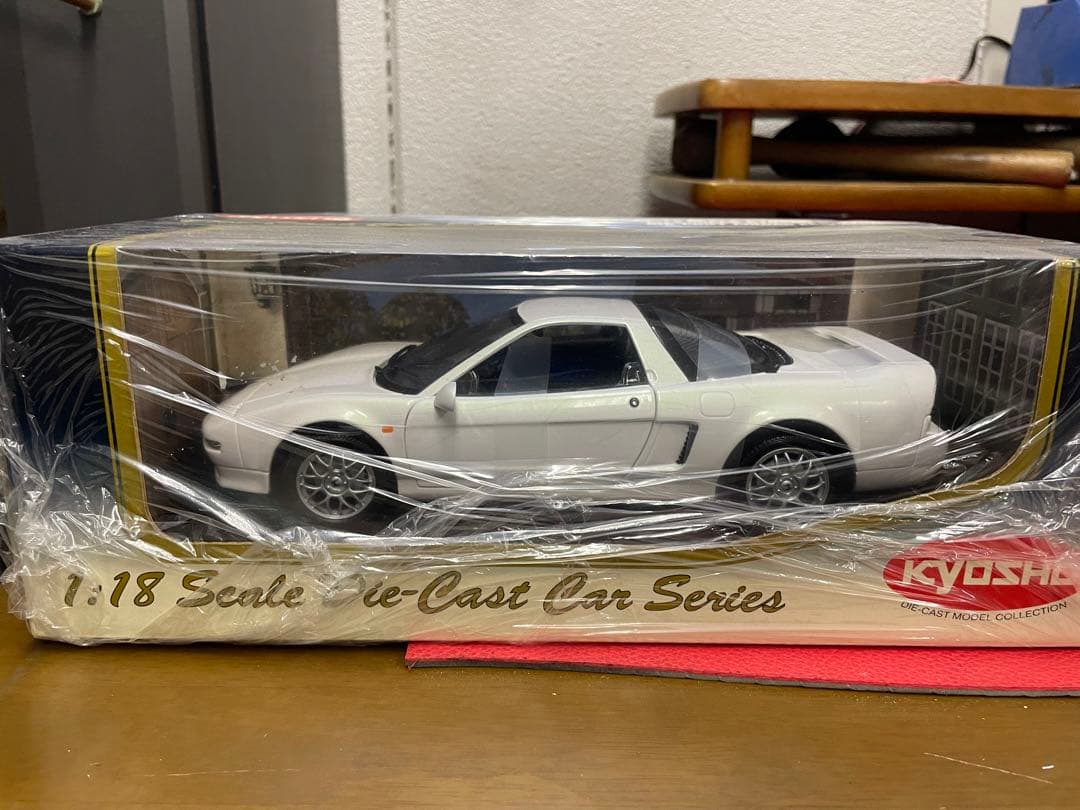 1:18 Scale Die-Cast Car Series
KYOSHO
DIE-CAST MODEL COLLECTION